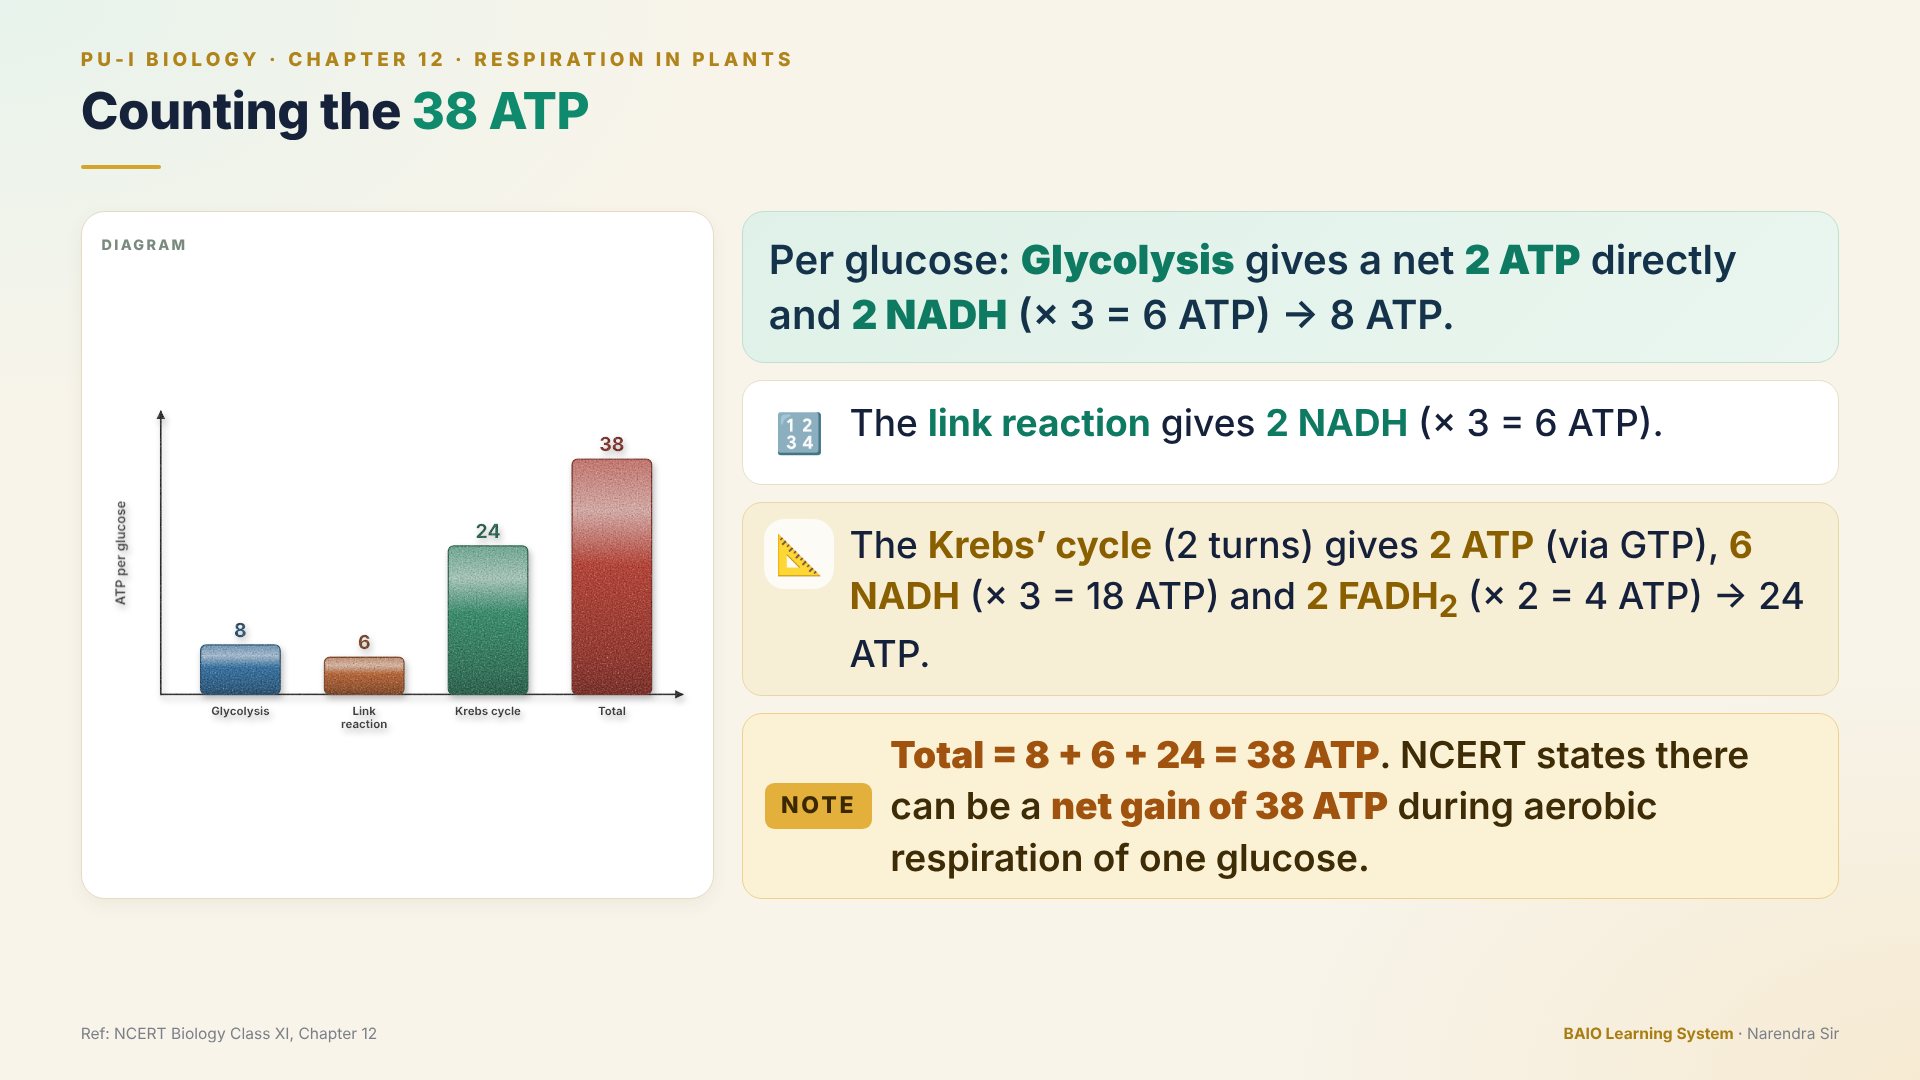 PU-I BIOLOGY · CHAPTER 12 · RESPIRATION IN PLANTS
Counting the 38 ATP
DIAGRAM
ATP per glucose
8
6
24
38
Glycolysis
Link
reaction
Krebs cycle
Total
Per glucose: Glycolysis gives a net 2 ATP directly
and 2 NADH (× 3 = 6 ATP) → 8 ATP.
🔢 The link reaction gives 2 NADH (× 3 = 6 ATP).
The Krebs’ cycle (2 turns) gives 2 ATP (via GTP), 6
NADH (× 3 = 18 ATP) and 2 FADH₂ (× 2 = 4 ATP) → 24
ATP.
NOTE
Total = 8 + 6 + 24 = 38 ATP. NCERT states there
can be a net gain of 38 ATP during aerobic
respiration of one glucose.
Ref: NCERT Biology Class XI, Chapter 12
BAIO Learning System · Narendra Sir